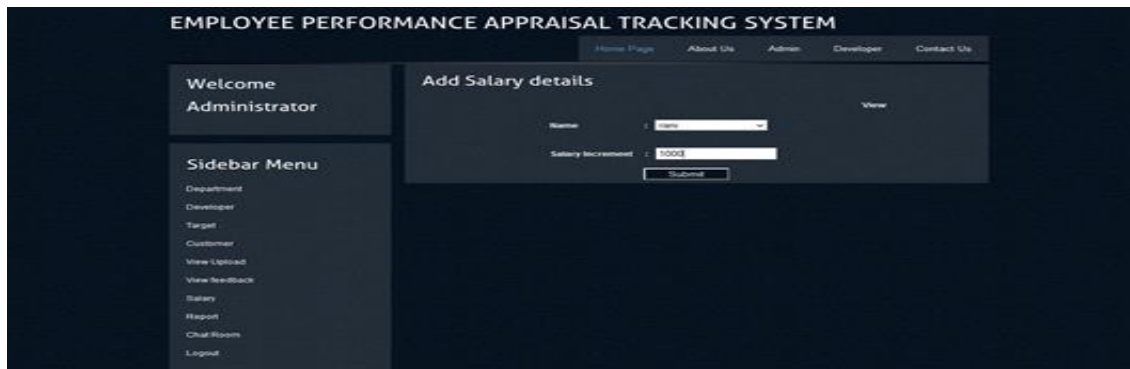 EMPLOYEE PERFORMANCE APPRAISAL TRACKING SYSTEM
Home Page About Us Admin Developer Contact Us
Welcome
Administrator
Add Salary details
View
Name :
Salary Increment : 1000
Submit
Sidebar Menu
Department
Developer
Target
Customer
View Upload
View feedback
Salary
Report
Chat Room
Logout